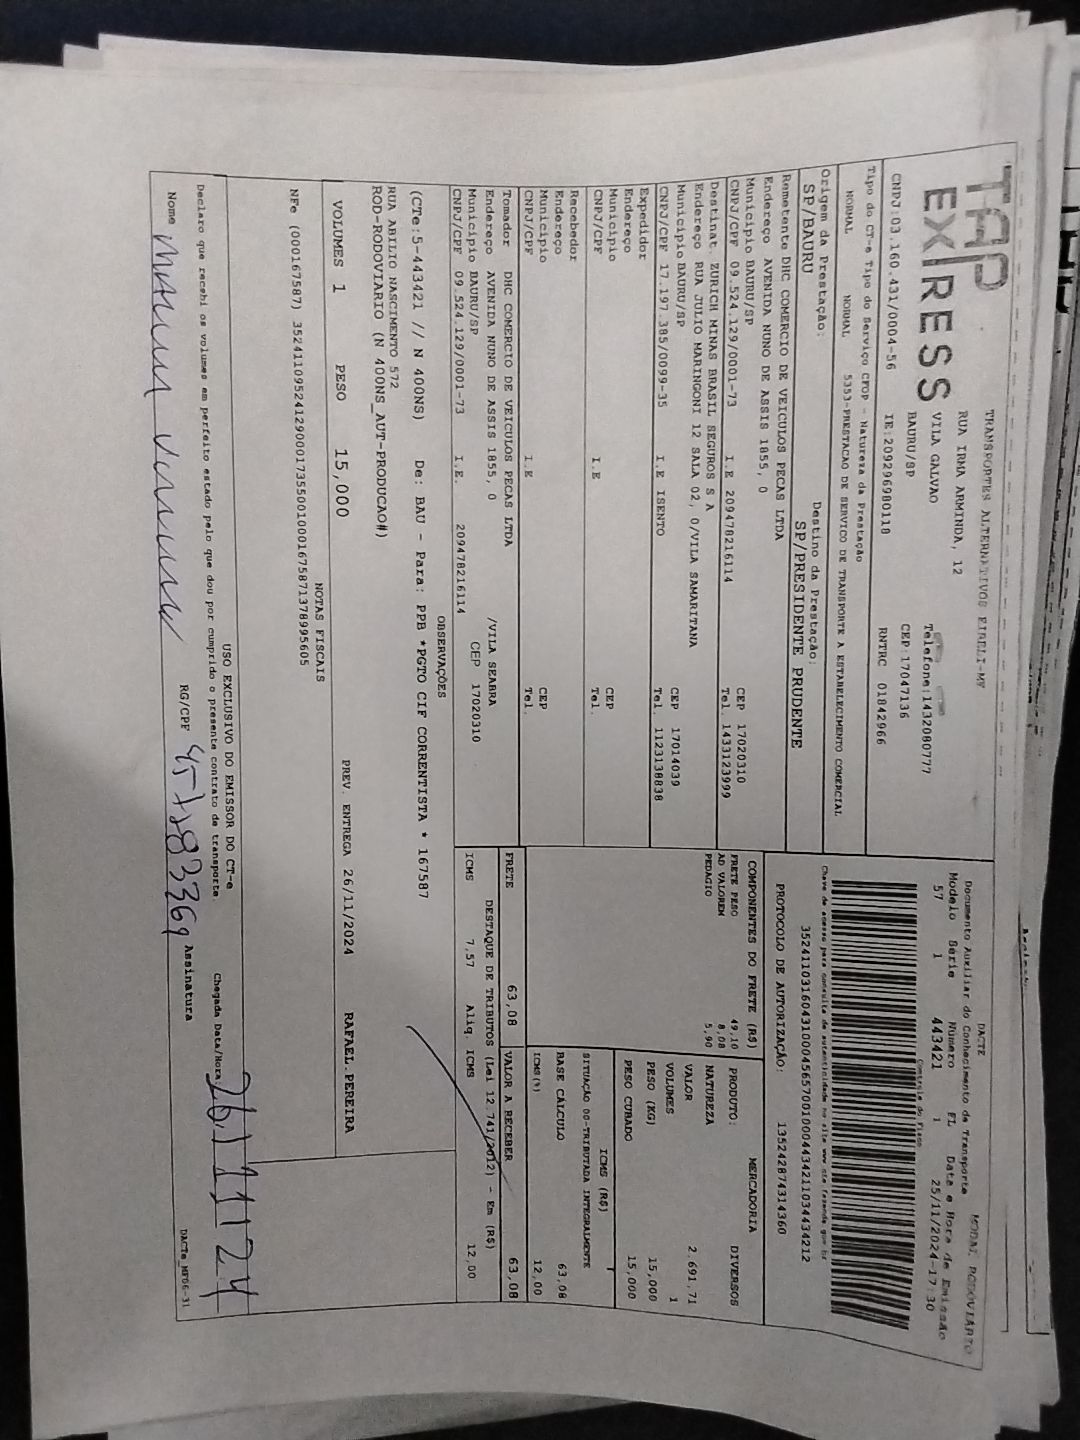 TAP
EXPRESS
TRANSPORTES ALTERNATIVOS EIRELI-MT
RUA IRMA ARMINDA, 12
VILA GALVAO
BAURU/SP
Telefone:1432080777
CEP:17047136
CNPJ:03.160.431/0004-56 IE:209296980118 RNTRC 01842966
DACTE MODAL RODOVIÁRIO
Documento Auxiliar do Conhecimento de Transporte
Modelo Série Número FL Data e Hora de Emissão
57 1 443421 1 25/11/2024-17:30
Controle do Fisco
Tipo do CT-e Tipo do Serviço CFOP - Natureza da Prestação
NORMAL NORMAL 5353-PRESTACAO DE SERVICO DE TRANSPORTE A ESTABELECIMENTO COMERCIAL
Chave de acesso para consulta de autenticidade no site www.cte.fazenda.gov.br
35241103160431000456570010004434211034434212
Origem da Prestação: Destino da Prestação:
SP/BAURU SP/PRESIDENTE PRUDENTE
PROTOCOLO DE AUTORIZAÇÃO: 135242874314360
Remetente DHC COMERCIO DE VEICULOS PECAS LTDA
Endereço AVENIDA NUNO DE ASSIS 1855, 0
Municipio BAURU/SP CEP 17020310
CNPJ/CPF 09.524.129/0001-73 I.E 209478216114 Tel. 1433123999
Destinat. ZURICH MINAS BRASIL SEGUROS S A
Endereço RUA JULIO MARINGONI 12 SALA 02, 0/VILA SAMARITANA
Municipio BAURU/SP CEP 17014039
CNPJ/CPF 17.197.385/0099-35 I.E ISENTO Tel. 1123138838
Expedidor
Endereço
Municipio CEP
CNPJ/CPF I.E Tel.
Recebedor
Endereço
Municipio CEP
CNPJ/CPF I.E Tel.
Tomador DHC COMERCIO DE VEICULOS PECAS LTDA
Endereço AVENIDA NUNO DE ASSIS 1855, 0 /VILA SEABRA
Municipio BAURU/SP CEP 17020310
CNPJ/CPF 09.524.129/0001-73 I.E. 209478216114
COMPONENTES DO FRETE (R$)
FRETE PESO 49,10
AD VALOREM 8,08
PEDAGIO 5,90
MERCADORIA
PRODUTO: DIVERSOS
NATUREZA
VALOR 2.691,71
VOLUMES 1
PESO (KG) 15,000
PESO CUBADO 15,000
ICMS (R$)
SITUAÇÃO 00-TRIBUTADA INTEGRALMENTE
BASE CÁLCULO 63,08
ICMS(%) 12,00
FRETE 63,08 VALOR A RECEBER 63,08
DESTAQUE DE TRIBUTOS (Lei 12.741/2012) - Em (R$)
ICMS 7,57 Aliq. ICMS 12,00
OBSERVAÇÕES
(CTe:5-443421 // N 400NS) De: BAU - Para: PPB *PGTO CIF CORRENTISTA * 167587
RUA ABILIO NASCIMENTO 572
ROD-RODOVIARIO (N 400NS_AUT-PRODUCAO#)
VOLUMES 1 PESO 15,000 PREV. ENTREGA 26/11/2024 RAFAEL.PEREIRA
NOTAS FISCAIS
NFe (000167587) 35241109524129000173550010001675871378995605
USO EXCLUSIVO DO EMISSOR DO CT-e
Declaro que recebi os volumes em perfeito estado pelo que dou por cumprido o presente contrato de transporte.
Chegada Data/Hora 26/11/24
Nome RG/CPF Assinatura
DACTe_MF06-31